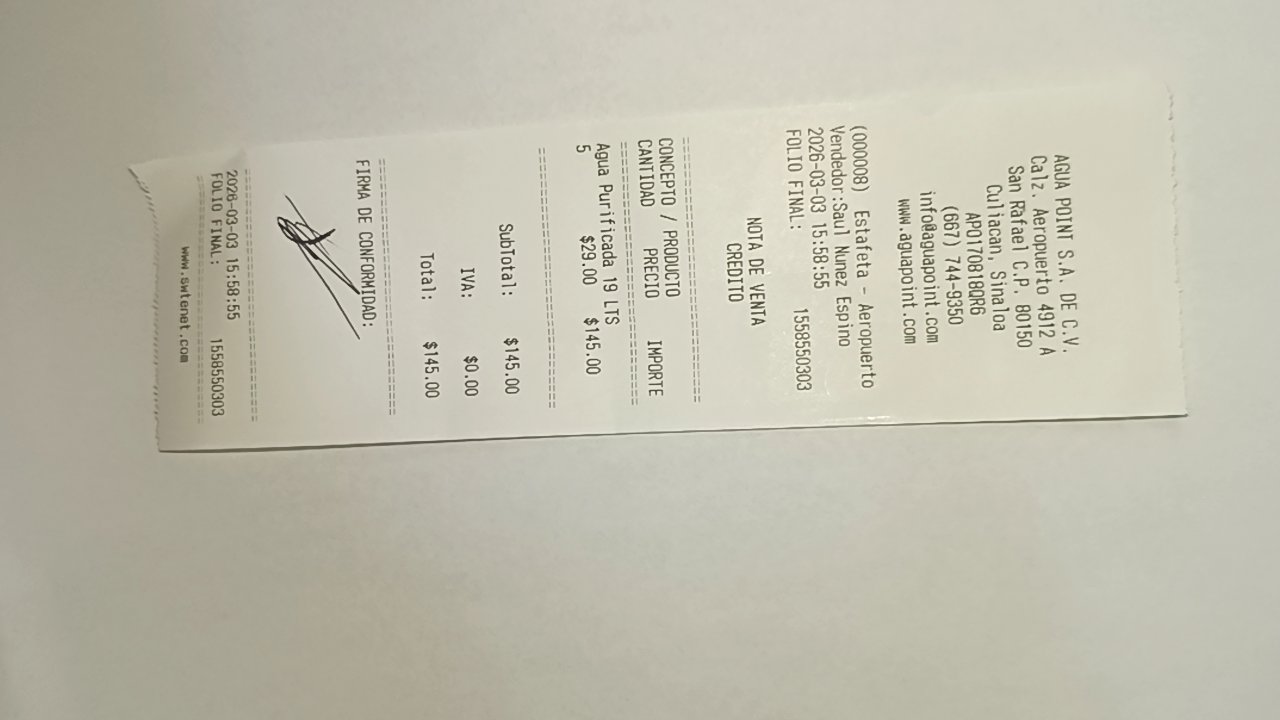 AGUA POINT S.A. DE C.V.
Calz. Aeropuerto 4912 A
San Rafael C.P. 80150
Culiacan, Sinaloa
APO170818QR6
(667) 744-9350
info@aguapoint.com
www.aguapoint.com
(000008) Estafeta - Aeropuerto
Vendedor:Saul Nunez Espino
2026-03-03 15:58:55
FOLIO FINAL: 1558550303
NOTA DE VENTA
CREDITO
CONCEPTO / PRODUCTO
CANTIDAD PRECIO IMPORTE
Agua Purificada 19 LTS
5 $29.00 $145.00
SubTotal: $145.00
IVA: $0.00
Total: $145.00
FIRMA DE CONFORMIDAD:
2026-03-03 15:58:55
FOLIO FINAL: 1558550303
www.swtenet.com